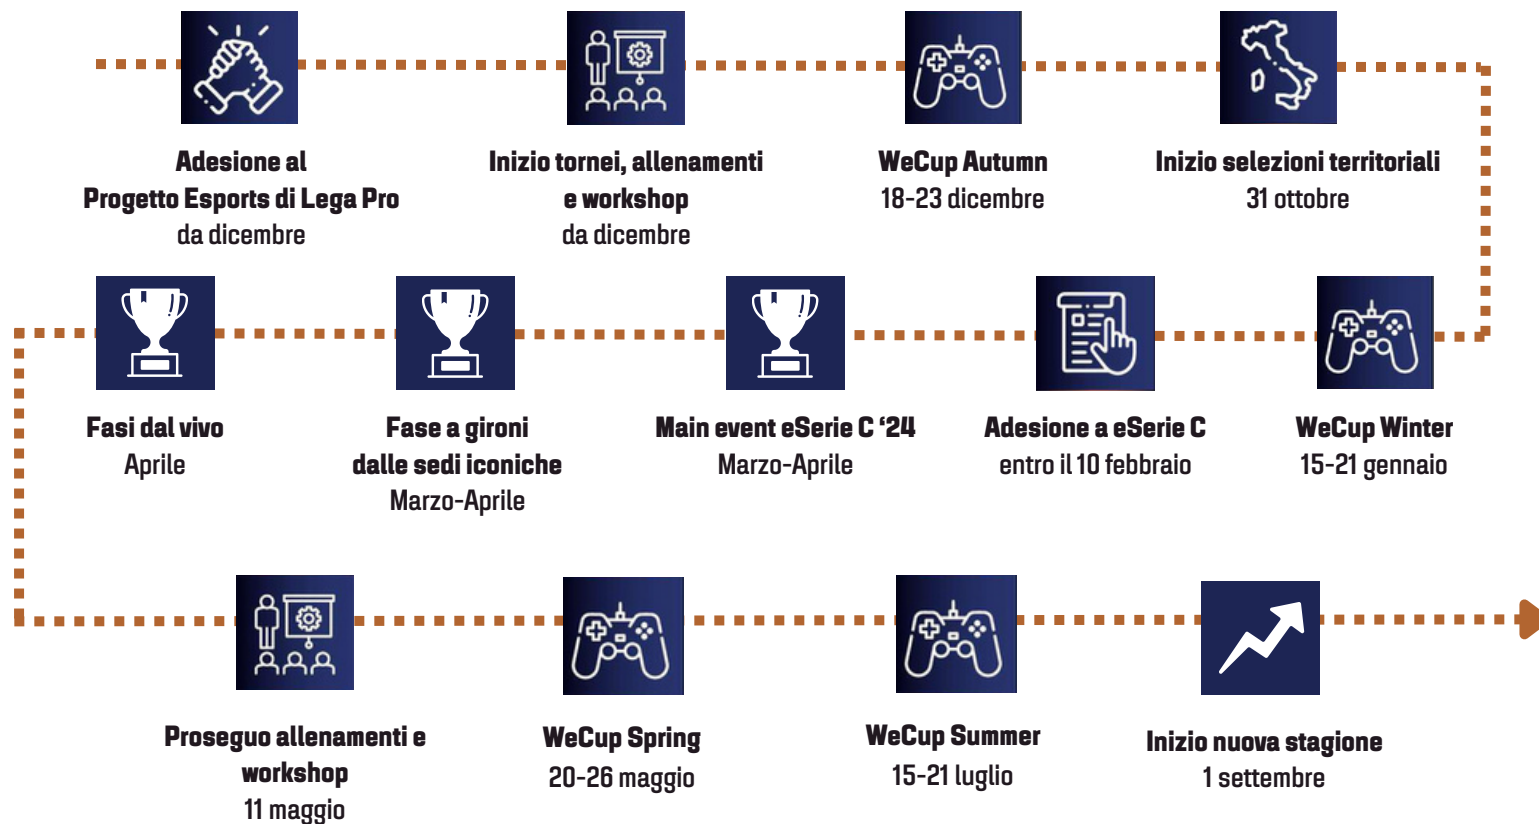 Adesione al
Progetto Esports di Lega Pro
da dicembre
Inizio tornei, allenamenti
e workshop
da dicembre
WeCup Autumn
18-23 dicembre
Inizio selezioni territoriali
31 ottobre
Fasi dal vivo
Aprile
Fase a gironi
dalle sedi iconiche
Marzo-Aprile
Main event eSerie C ‘24
Marzo-Aprile
Adesione a eSerie C
entro il 10 febbraio
WeCup Winter
15-21 gennaio
Proseguo allenamenti e
workshop
11 maggio
WeCup Spring
20-26 maggio
WeCup Summer
15-21 luglio
Inizio nuova stagione
1 settembre